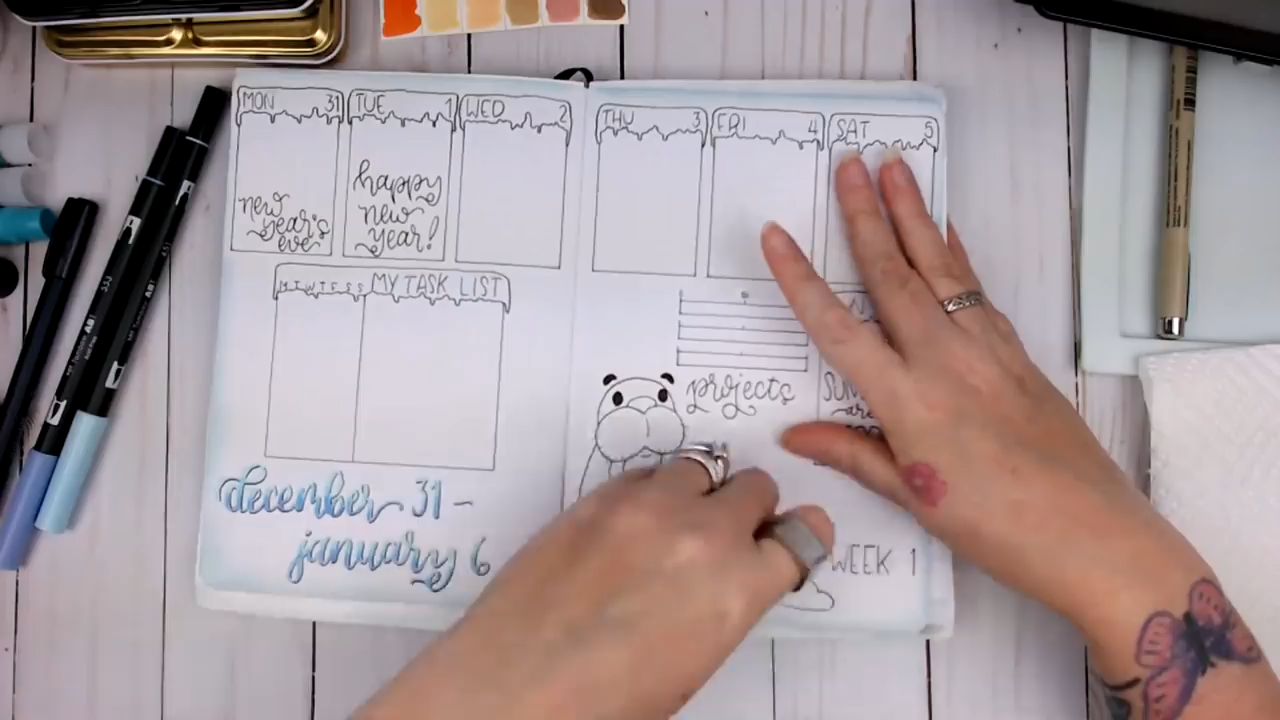 MON 31
TUE 1
WED 2
THU 3
FRI 4
SAT 5
new
year's
eve
happy
new
year!
M T W T F S S MY TASK LIST
projects
are
december 31 -
january 6
WEEK 1